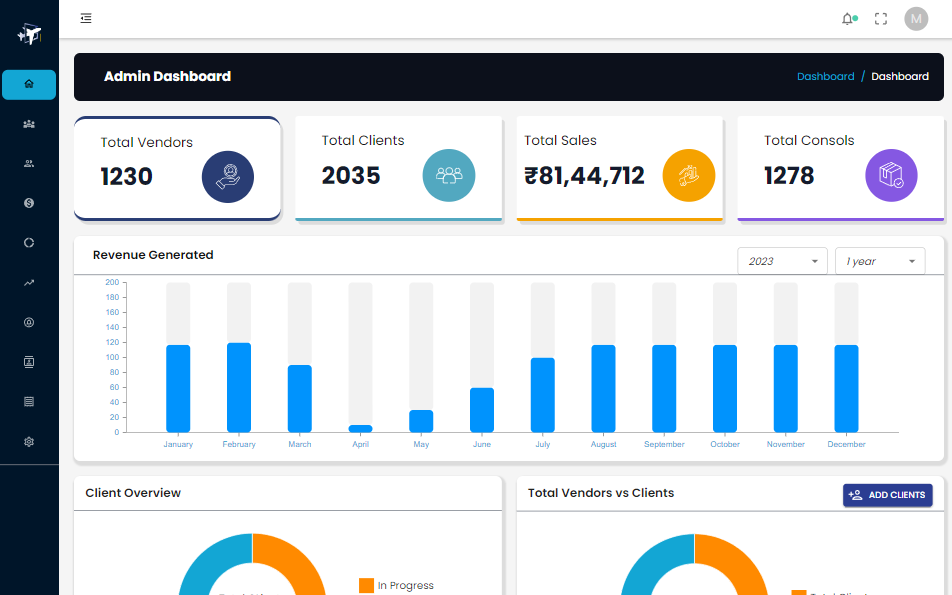 M
Admin Dashboard
Dashboard / Dashboard
Total Vendors
1230
Total Clients
2035
Total Sales
₹81,44,712
Total Consols
1278
Revenue Generated
2023
1 year
200
180
160
140
120
100
80
60
40
20
0
January February March April May June July August September October November December
Client Overview
In Progress
Total Vendors vs Clients
ADD CLIENTS